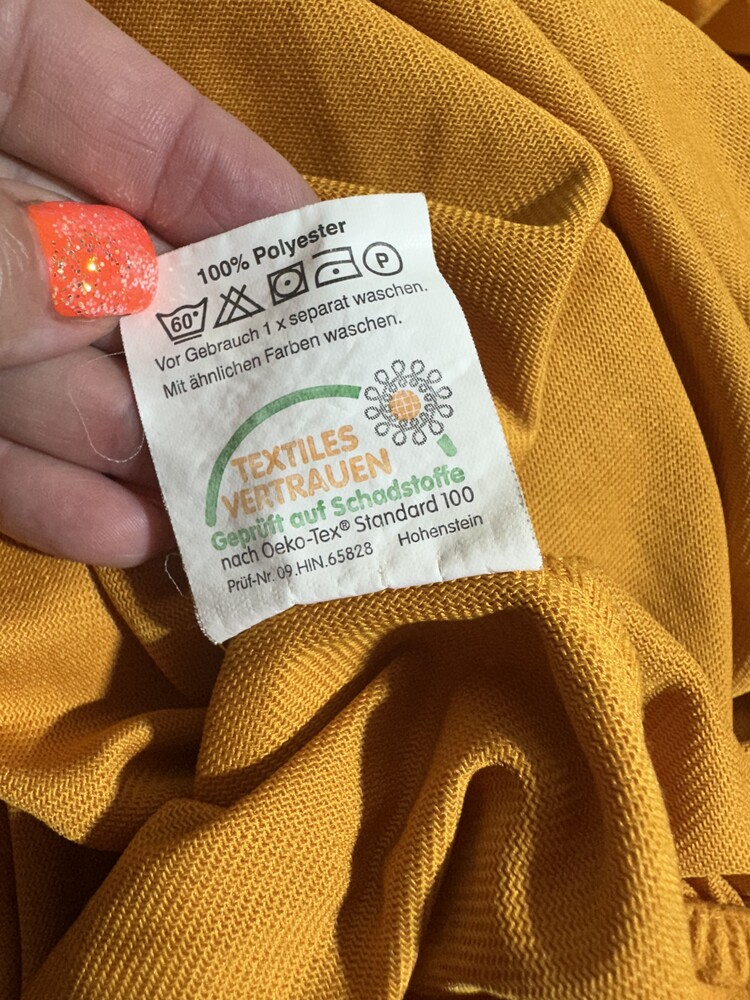 100% Polyester
60° P
Vor Gebrauch 1 x separat waschen.
Mit ähnlichen Farben waschen.
TEXTILES
VERTRAUEN
Geprüft auf Schadstoffe
nach Oeko-Tex® Standard 100
Prüf-Nr. 09.HIN.65828 Hohenstein